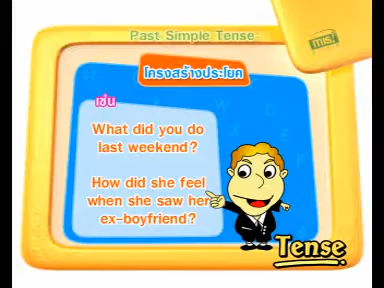 Past Simple Tense
mis.
โครงสร้างประโยค
เช่น
What did you do
last weekend?
How did she feel
when she saw her
ex-boyfriend?
Tense